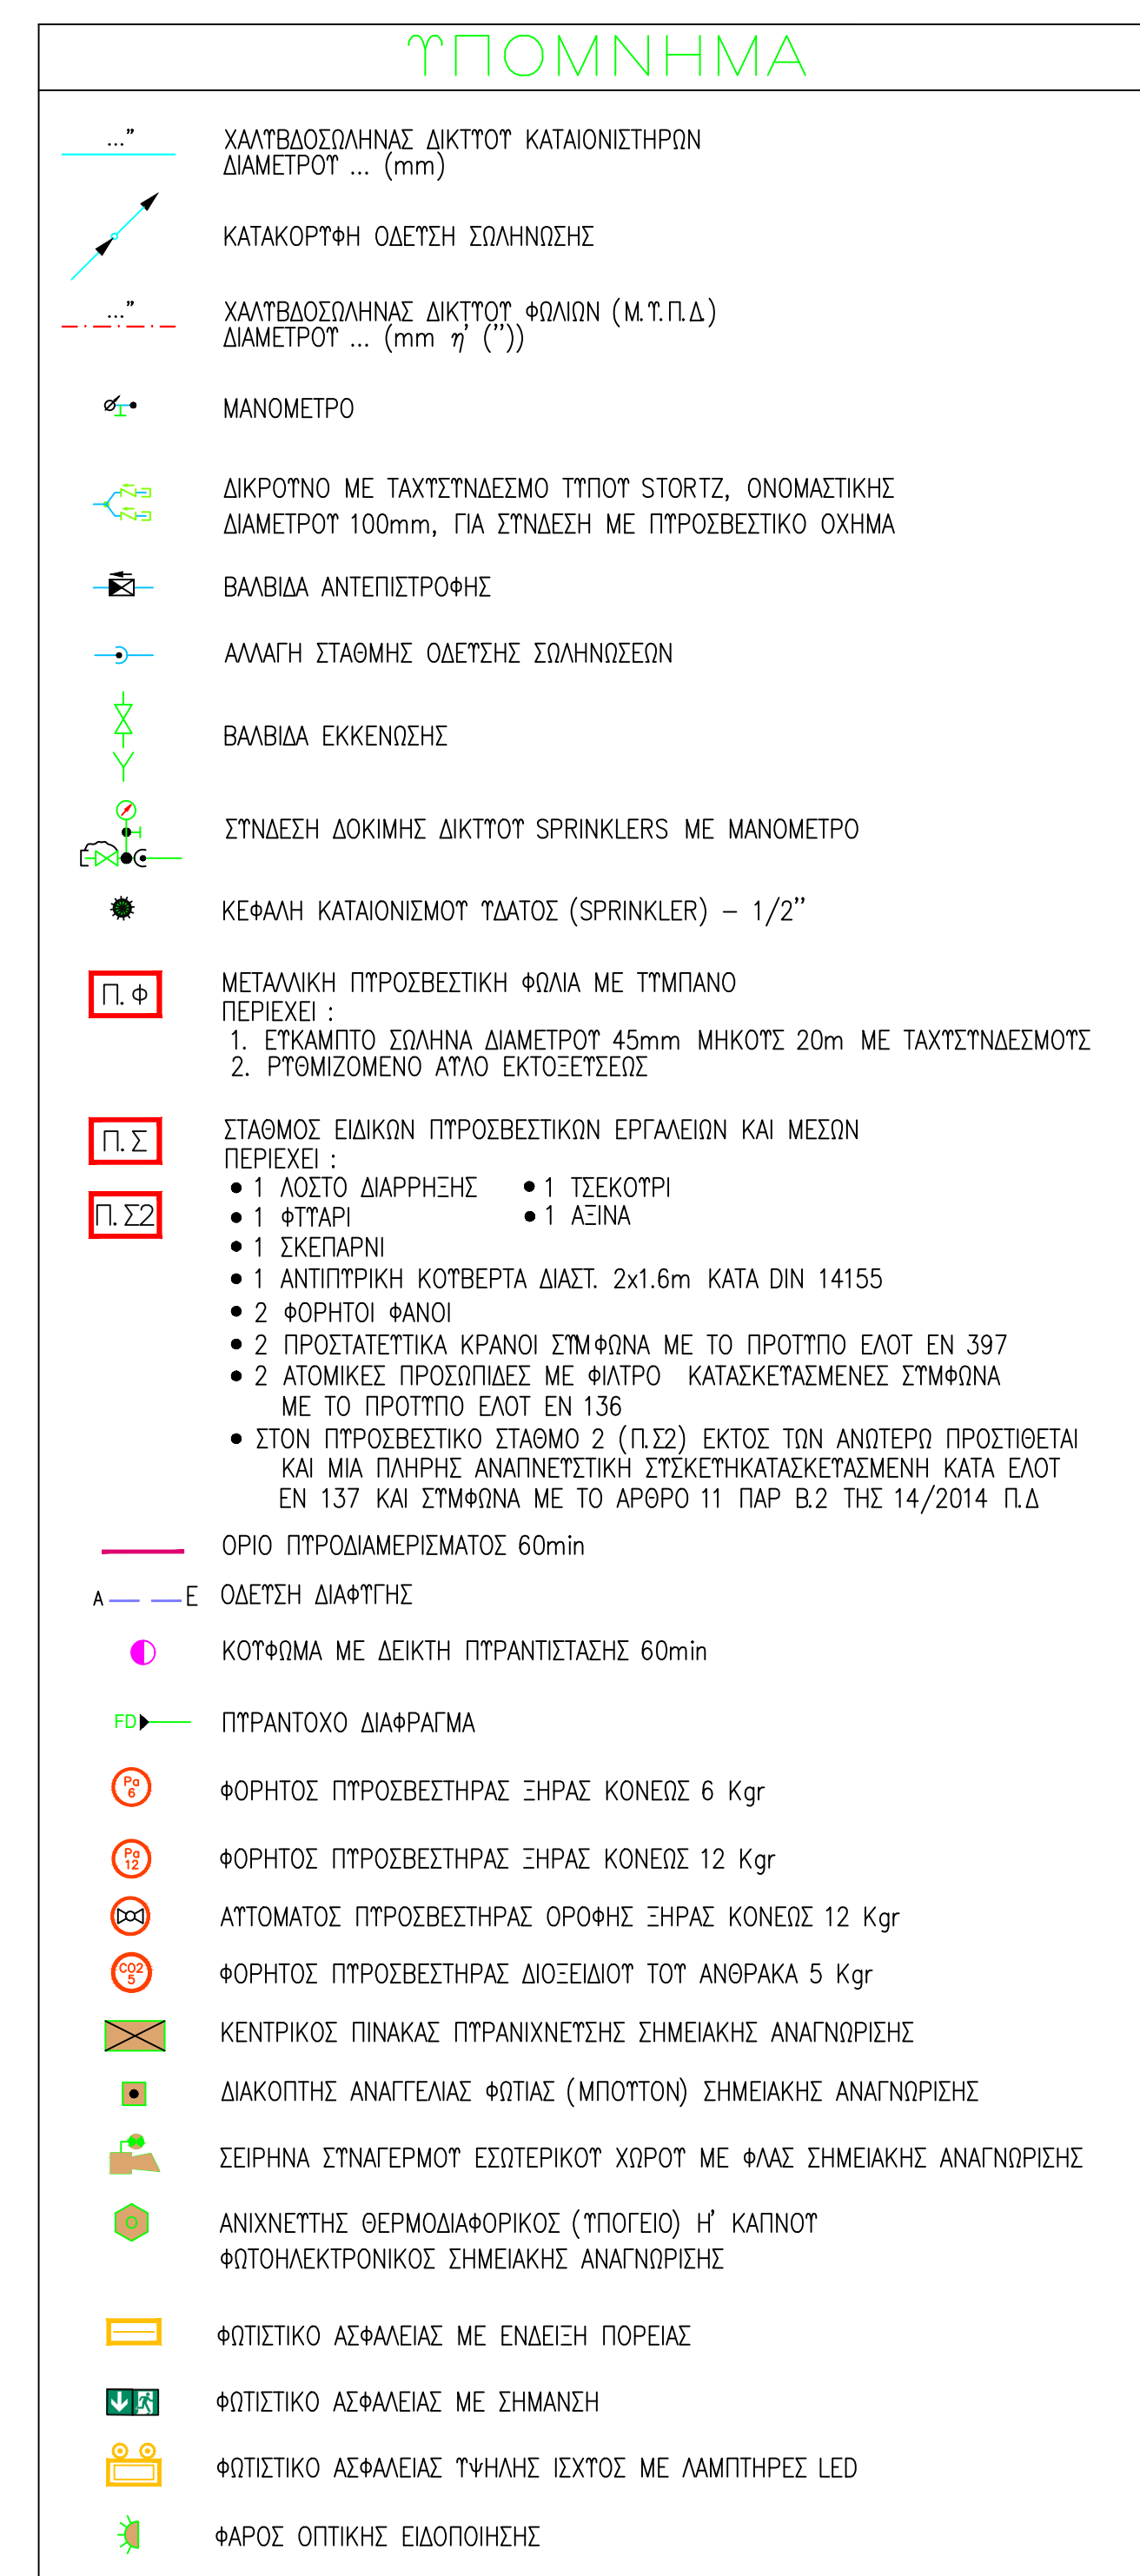 ΥΠΟΜΝΗΜΑ
..." ΧΑΛΥΒΔΟΣΩΛΗΝΑΣ ΔΙΚΤΥΟΥ ΚΑΤΑΙΟΝΙΣΤΗΡΩΝ
ΔΙΑΜΕΤΡΟΥ ... (mm)
ΚΑΤΑΚΟΡΥΦΗ ΟΔΕΥΣΗ ΣΩΛΗΝΩΣΗΣ
..." ΧΑΛΥΒΔΟΣΩΛΗΝΑΣ ΔΙΚΤΥΟΥ ΦΩΛΙΩΝ (Μ.Υ.Π.Δ.)
ΔΙΑΜΕΤΡΟΥ ... (mm η' (''))
ΜΑΝΟΜΕΤΡΟ
ΔΙΚΡΟΥΝΟ ΜΕ ΤΑΧΥΣΥΝΔΕΣΜΟ ΤΥΠΟΥ STORTZ, ΟΝΟΜΑΣΤΙΚΗΣ
ΔΙΑΜΕΤΡΟΥ 100mm, ΓΙΑ ΣΥΝΔΕΣΗ ΜΕ ΠΥΡΟΣΒΕΣΤΙΚΟ ΟΧΗΜΑ
ΒΑΛΒΙΔΑ ΑΝΤΕΠΙΣΤΡΟΦΗΣ
ΑΛΛΑΓΗ ΣΤΑΘΜΗΣ ΟΔΕΥΣΗΣ ΣΩΛΗΝΩΣΕΩΝ
ΒΑΛΒΙΔΑ ΕΚΚΕΝΩΣΗΣ
ΣΥΝΔΕΣΗ ΔΟΚΙΜΗΣ ΔΙΚΤΥΟΥ SPRINKLERS ΜΕ ΜΑΝΟΜΕΤΡΟ
ΚΕΦΑΛΗ ΚΑΤΑΙΟΝΙΣΜΟΥ ΥΔΑΤΟΣ (SPRINKLER) – 1/2''
Π.Φ ΜΕΤΑΛΛΙΚΗ ΠΥΡΟΣΒΕΣΤΙΚΗ ΦΩΛΙΑ ΜΕ ΤΥΜΠΑΝΟ
ΠΕΡΙΕΧΕΙ :
1. ΕΥΚΑΜΠΤΟ ΣΩΛΗΝΑ ΔΙΑΜΕΤΡΟΥ 45mm ΜΗΚΟΥΣ 20m ΜΕ ΤΑΧΥΣΥΝΔΕΣΜΟΥΣ
2. ΡΥΘΜΙΖΟΜΕΝΟ ΑΥΛΟ ΕΚΤΟΞΕΥΣΕΩΣ
Π.Σ ΣΤΑΘΜΟΣ ΕΙΔΙΚΩΝ ΠΥΡΟΣΒΕΣΤΙΚΩΝ ΕΡΓΑΛΕΙΩΝ ΚΑΙ ΜΕΣΩΝ
ΠΕΡΙΕΧΕΙ :
• 1 ΛΟΣΤΟ ΔΙΑΡΡΗΞΗΣ • 1 ΤΣΕΚΟΥΡΙ
Π.Σ2 • 1 ΦΤΥΑΡΙ • 1 ΑΞΙΝΑ
• 1 ΣΚΕΠΑΡΝΙ
• 1 ΑΝΤΙΠΥΡΙΚΗ ΚΟΥΒΕΡΤΑ ΔΙΑΣΤ. 2x1.6m ΚΑΤΑ DIN 14155
• 2 ΦΟΡΗΤΟΙ ΦΑΝΟΙ
• 2 ΠΡΟΣΤΑΤΕΥΤΙΚΑ ΚΡΑΝΟΙ ΣΥΜΦΩΝΑ ΜΕ ΤΟ ΠΡΟΤΥΠΟ ΕΛΟΤ ΕΝ 397
• 2 ΑΤΟΜΙΚΕΣ ΠΡΟΣΩΠΙΔΕΣ ΜΕ ΦΙΛΤΡΟ ΚΑΤΑΣΚΕΥΑΣΜΕΝΕΣ ΣΥΜΦΩΝΑ
ΜΕ ΤΟ ΠΡΟΤΥΠΟ ΕΛΟΤ ΕΝ 136
• ΣΤΟΝ ΠΥΡΟΣΒΕΣΤΙΚΟ ΣΤΑΘΜΟ 2 (Π.Σ2) ΕΚΤΟΣ ΤΩΝ ΑΝΩΤΕΡΩ ΠΡΟΣΤΙΘΕΤΑΙ
ΚΑΙ ΜΙΑ ΠΛΗΡΗΣ ΑΝΑΠΝΕΥΣΤΙΚΗ ΣΥΣΚΕΥΗΚΑΤΑΣΚΕΥΑΣΜΕΝΗ ΚΑΤΑ ΕΛΟΤ
ΕΝ 137 ΚΑΙ ΣΥΜΦΩΝΑ ΜΕ ΤΟ ΑΡΘΡΟ 11 ΠΑΡ Β.2 ΤΗΣ 14/2014 Π.Δ
ΟΡΙΟ ΠΥΡΟΔΙΑΜΕΡΙΣΜΑΤΟΣ 60min
Α Ε ΟΔΕΥΣΗ ΔΙΑΦΥΓΗΣ
ΚΟΥΦΩΜΑ ΜΕ ΔΕΙΚΤΗ ΠΥΡΑΝΤΙΣΤΑΣΗΣ 60min
FD ΠΥΡΑΝΤΟΧΟ ΔΙΑΦΡΑΓΜΑ
Pa 6 ΦΟΡΗΤΟΣ ΠΥΡΟΣΒΕΣΤΗΡΑΣ ΞΗΡΑΣ ΚΟΝΕΩΣ 6 Kgr
Pa 12 ΦΟΡΗΤΟΣ ΠΥΡΟΣΒΕΣΤΗΡΑΣ ΞΗΡΑΣ ΚΟΝΕΩΣ 12 Kgr
ΑΥΤΟΜΑΤΟΣ ΠΥΡΟΣΒΕΣΤΗΡΑΣ ΟΡΟΦΗΣ ΞΗΡΑΣ ΚΟΝΕΩΣ 12 Kgr
CO2 5 ΦΟΡΗΤΟΣ ΠΥΡΟΣΒΕΣΤΗΡΑΣ ΔΙΟΞΕΙΔΙΟΥ ΤΟΥ ΑΝΘΡΑΚΑ 5 Kgr
ΚΕΝΤΡΙΚΟΣ ΠΙΝΑΚΑΣ ΠΥΡΑΝΙΧΝΕΥΣΗΣ ΣΗΜΕΙΑΚΗΣ ΑΝΑΓΝΩΡΙΣΗΣ
ΔΙΑΚΟΠΤΗΣ ΑΝΑΓΓΕΛΙΑΣ ΦΩΤΙΑΣ (ΜΠΟΥΤΟΝ) ΣΗΜΕΙΑΚΗΣ ΑΝΑΓΝΩΡΙΣΗΣ
ΣΕΙΡΗΝΑ ΣΥΝΑΓΕΡΜΟΥ ΕΣΩΤΕΡΙΚΟΥ ΧΩΡΟΥ ΜΕ ΦΛΑΣ ΣΗΜΕΙΑΚΗΣ ΑΝΑΓΝΩΡΙΣΗΣ
ΑΝΙΧΝΕΥΤΗΣ ΘΕΡΜΟΔΙΑΦΟΡΙΚΟΣ (ΥΠΟΓΕΙΟ) Η' ΚΑΠΝΟΥ
ΦΩΤΟΗΛΕΚΤΡΟΝΙΚΟΣ ΣΗΜΕΙΑΚΗΣ ΑΝΑΓΝΩΡΙΣΗΣ
ΦΩΤΙΣΤΙΚΟ ΑΣΦΑΛΕΙΑΣ ΜΕ ΕΝΔΕΙΞΗ ΠΟΡΕΙΑΣ
ΦΩΤΙΣΤΙΚΟ ΑΣΦΑΛΕΙΑΣ ΜΕ ΣΗΜΑΝΣΗ
ΦΩΤΙΣΤΙΚΟ ΑΣΦΑΛΕΙΑΣ ΥΨΗΛΗΣ ΙΣΧΥΟΣ ΜΕ ΛΑΜΠΤΗΡΕΣ LED
ΦΑΡΟΣ ΟΠΤΙΚΗΣ ΕΙΔΟΠΟΙΗΣΗΣ